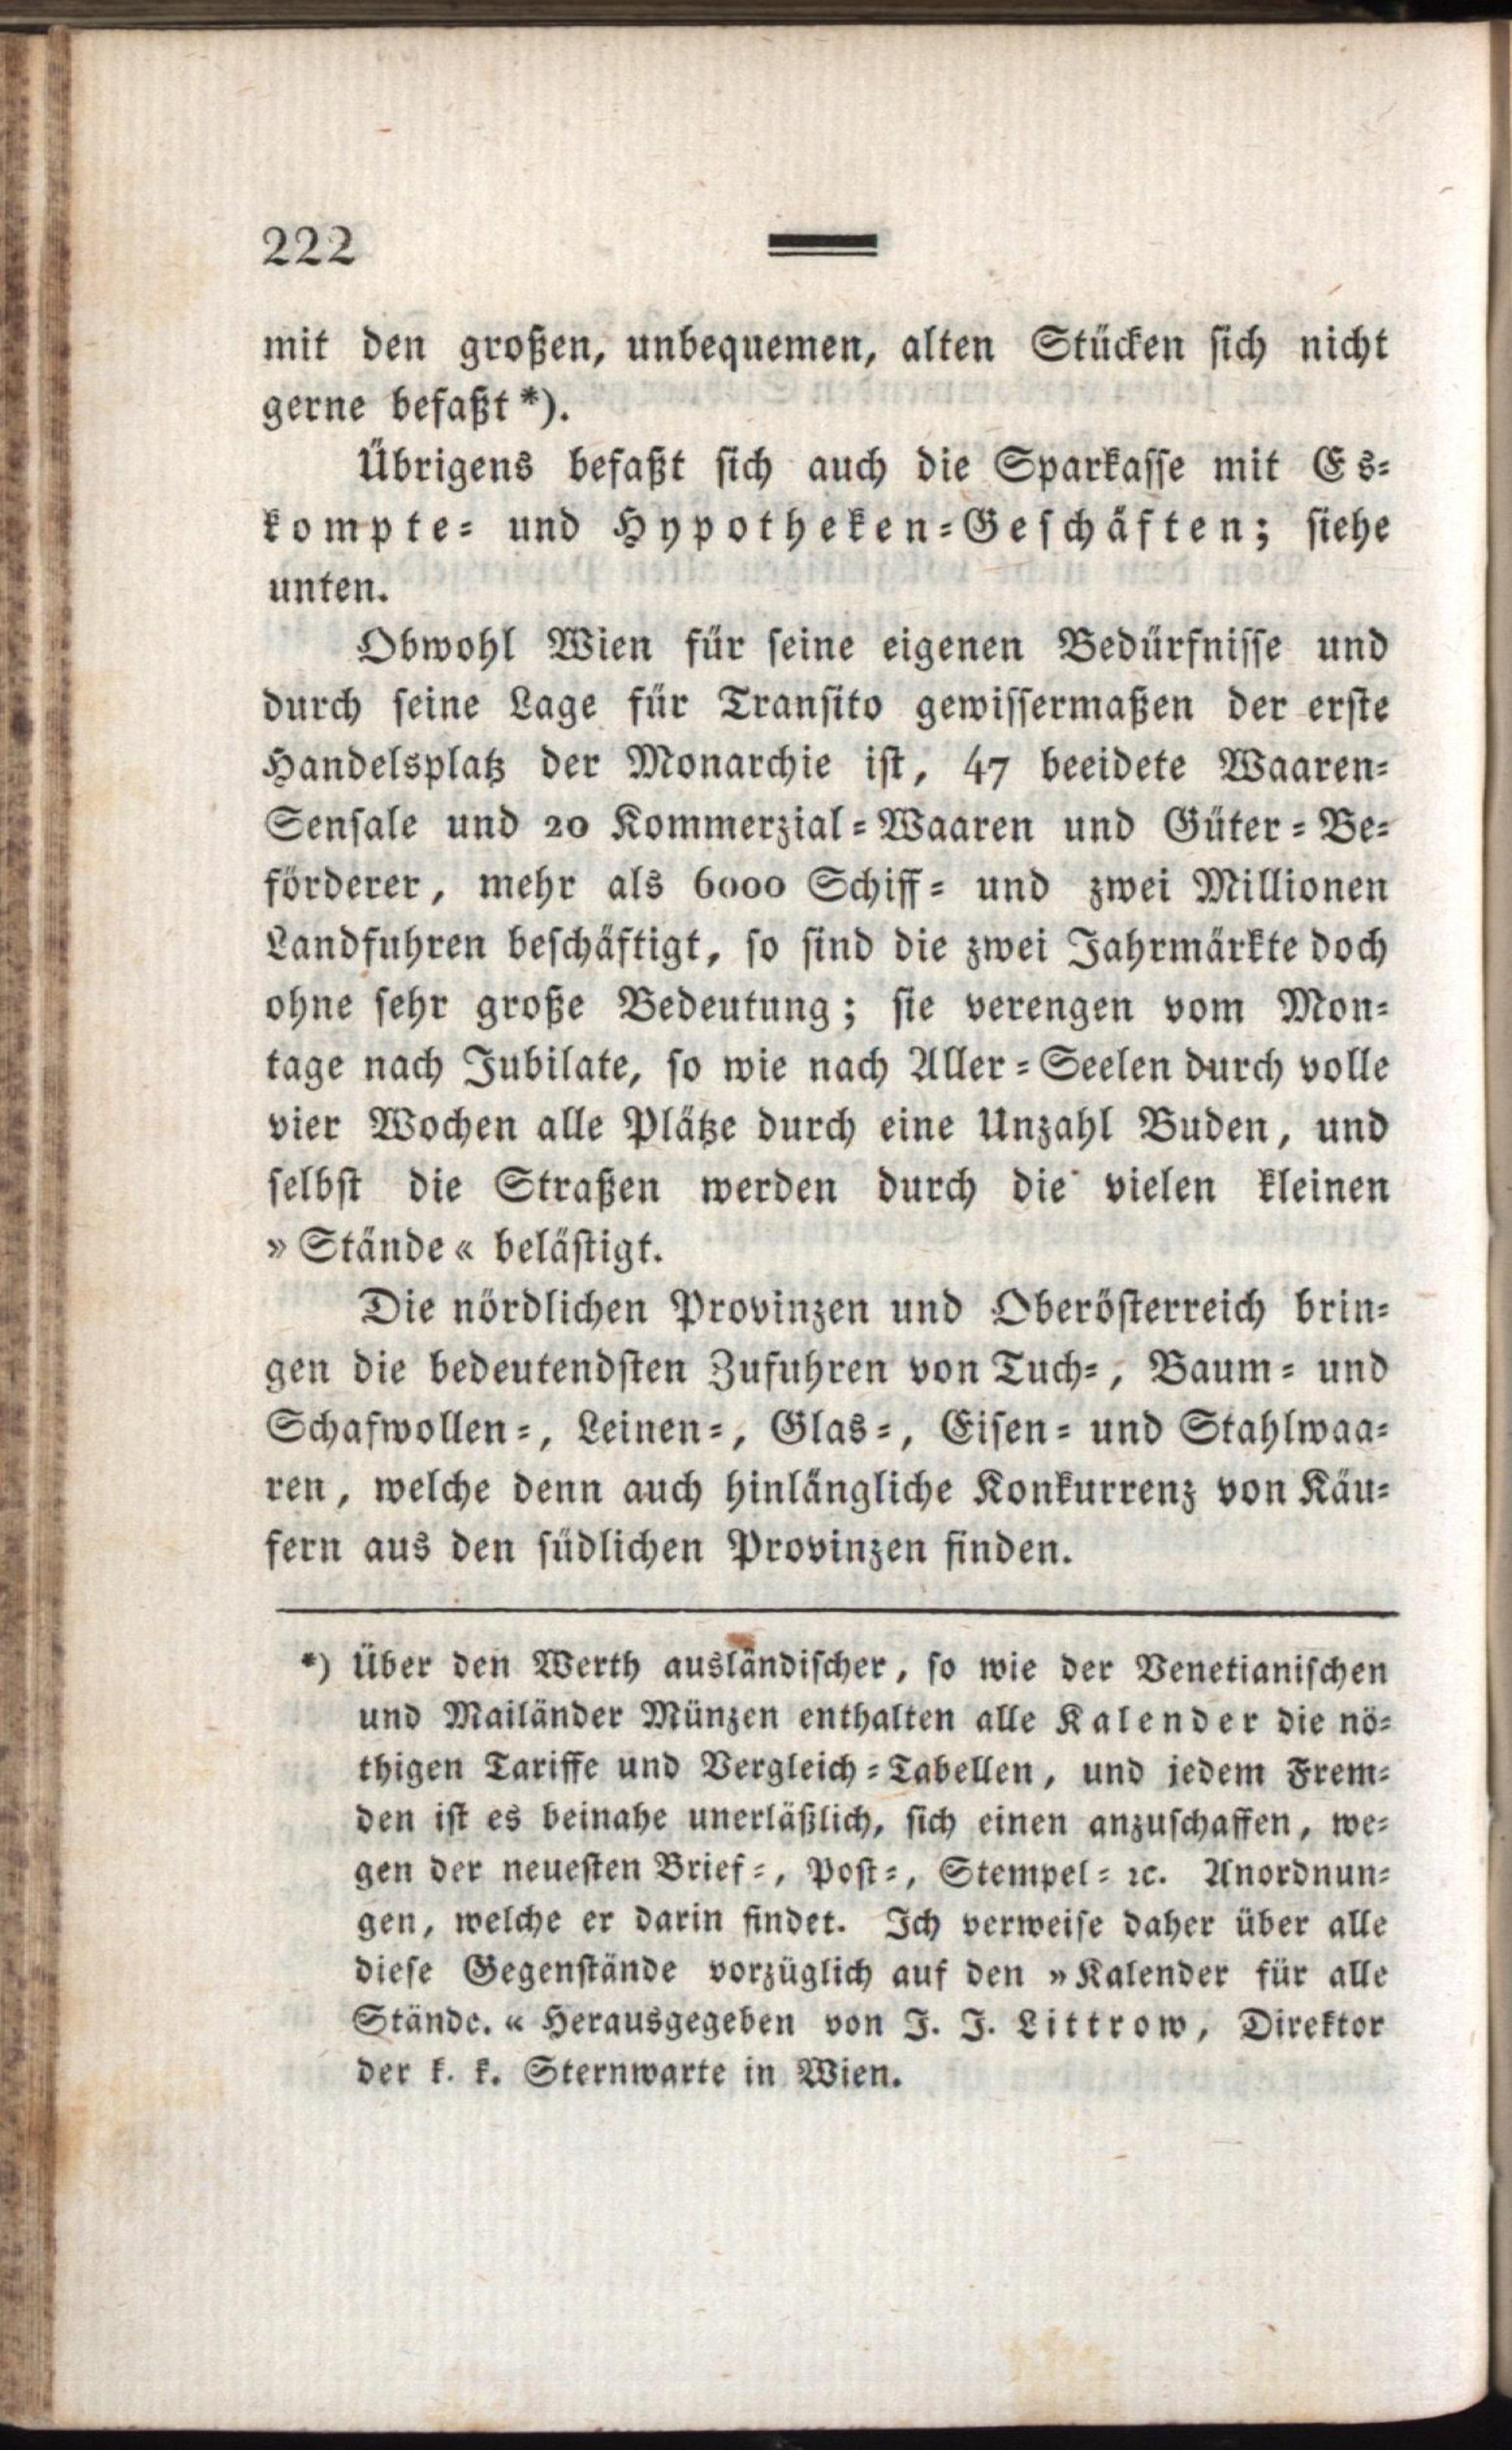 222
mit den großen, unbequemen, alten Stücken sich nicht
gerne befaßt*).
Übrigens befaßt sich auch die Sparkasse mit Es-
kompte- und Hypotheken-Geschäften; siehe
unten.
Obwohl Wien für seine eigenen Bedürfnisse und
durch seine Lage für Transito gewissermaßen der erste
Handelsplatz der Monarchie ist, 47 beeidete Waaren-
Sensale und 20 Kommerzial-Waaren und Güter-Be-
förderer, mehr als 6000 Schiff- und zwei Millionen
Landfuhren beschäftigt, so sind die zwei Jahrmärkte doch
ohne sehr große Bedeutung; sie verengen vom Mon-
tage nach Jubilate, so wie nach Aller-Seelen durch volle
vier Wochen alle Plätze durch eine Unzahl Buden, und
selbst die Straßen werden durch die vielen kleinen
»Stände« belästigt.
Die nördlichen Provinzen und Oberösterreich brin-
gen die bedeutendsten Zufuhren von Tuch-, Baum- und
Schafwollen-, Leinen-, Glas-, Eisen- und Stahlwaa-
ren, welche denn auch hinlängliche Konkurrenz von Käu-
fern aus den südlichen Provinzen finden.
*) Über den Werth ausländischer, so wie der Venetianischen
und Mailänder Münzen enthalten alle Kalender die nö-
thigen Tariffe und Vergleich-Tabellen, und jedem Frem-
den ist es beinahe unerläßlich, sich einen anzuschaffen, we-
gen der neuesten Brief-, Post-, Stempel- ꝛc. Anordnun-
gen, welche er darin findet. Ich verweise daher über alle
diese Gegenstände vorzüglich auf den »Kalender für alle
Stände.« Herausgegeben von J. J. Littrow, Direktor
der k. k. Sternwarte in Wien.